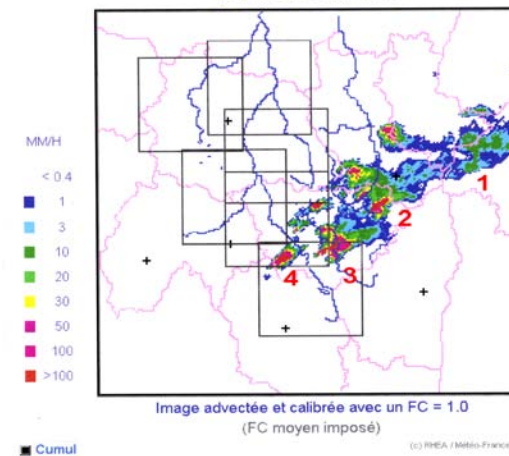 MM/H
< 0 4
1
3
10
20
30
50
100
>100
1
2
3
4
Image advectée et calibrée avec un FC = 1.0
(FC moyen imposé)
Cumul
(c) RHEA / Météo-France